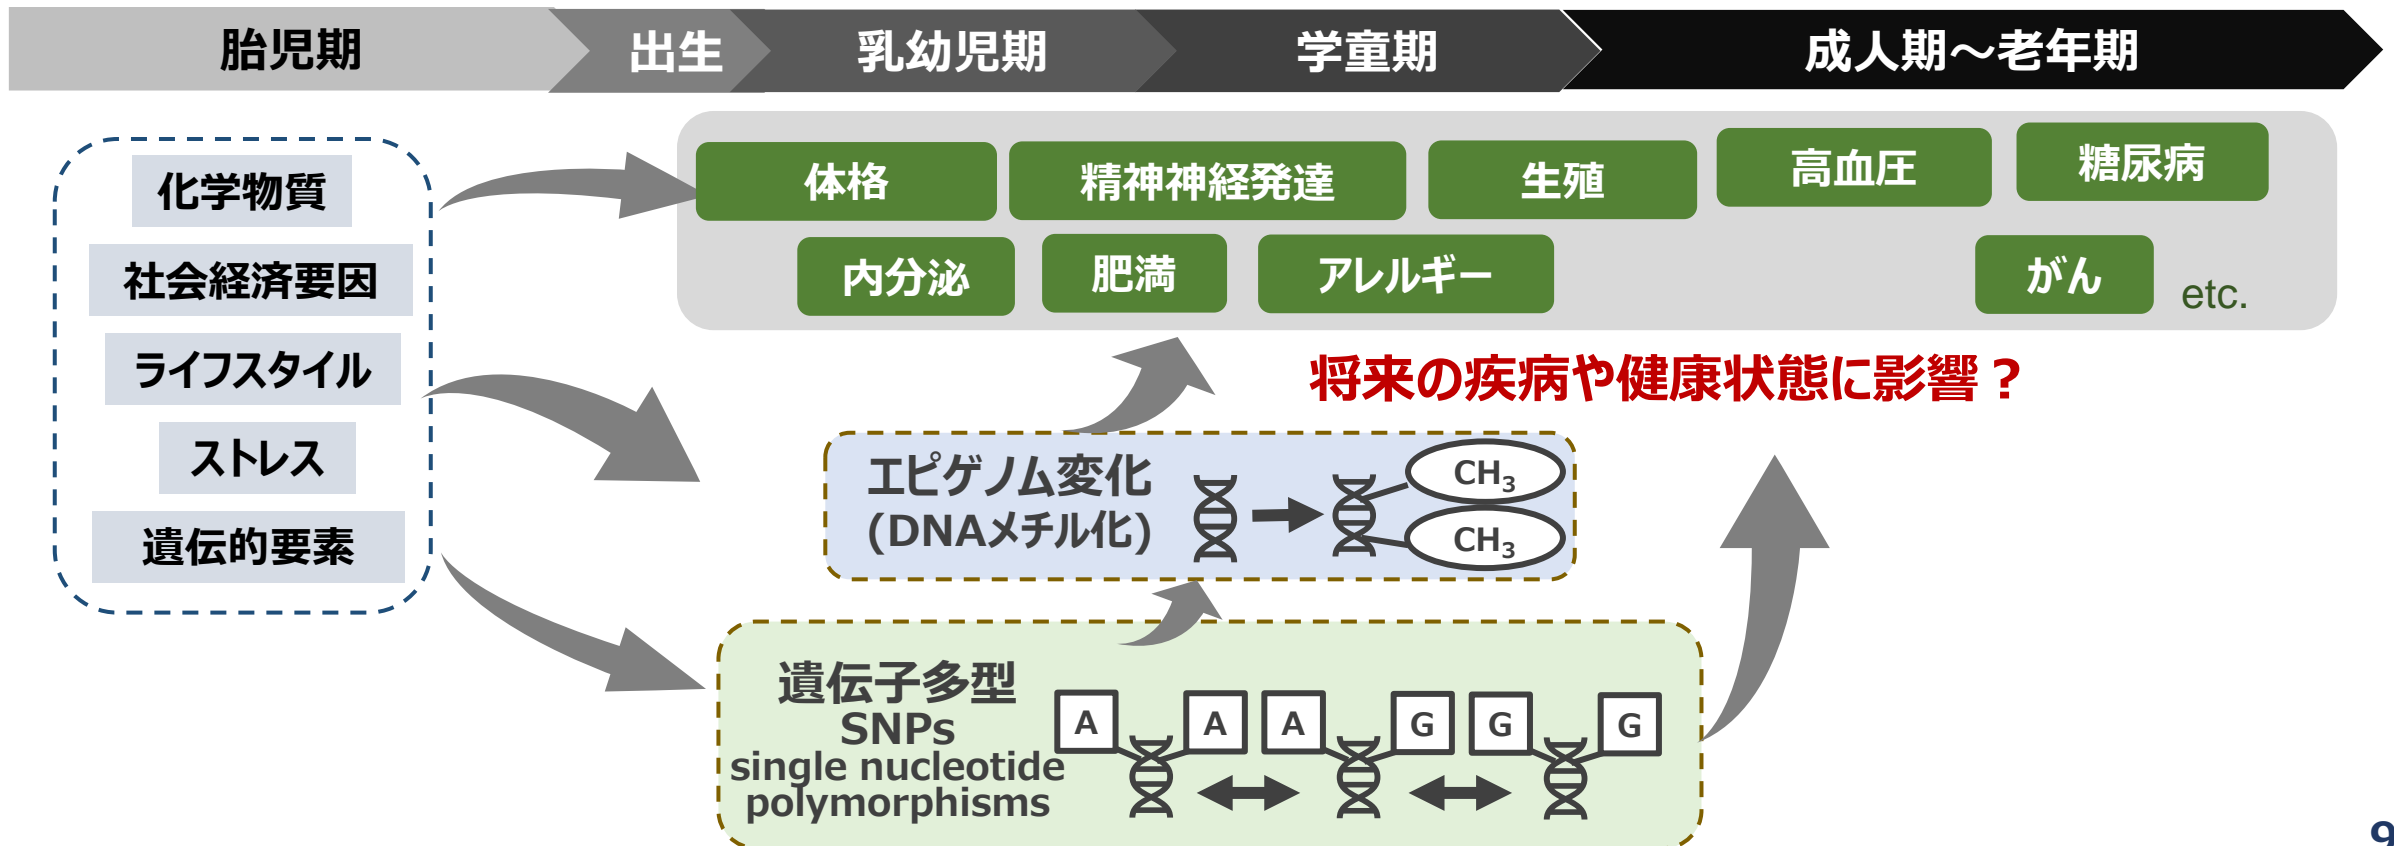 胎児期
出生
乳幼児期
学童期
成人期～老年期
化学物質
社会経済要因
ライフスタイル
ストレス
遺伝的要素
体格
精神神経発達
生殖
高血圧
糖尿病
内分泌
肥満
アレルギー
がん
etc.
将来の疾病や健康状態に影響？
エピゲノム変化
(DNAメチル化)
CH3
CH3
遺伝子多型
SNPs
single nucleotide
polymorphisms
A
A
A
G
G
G
9